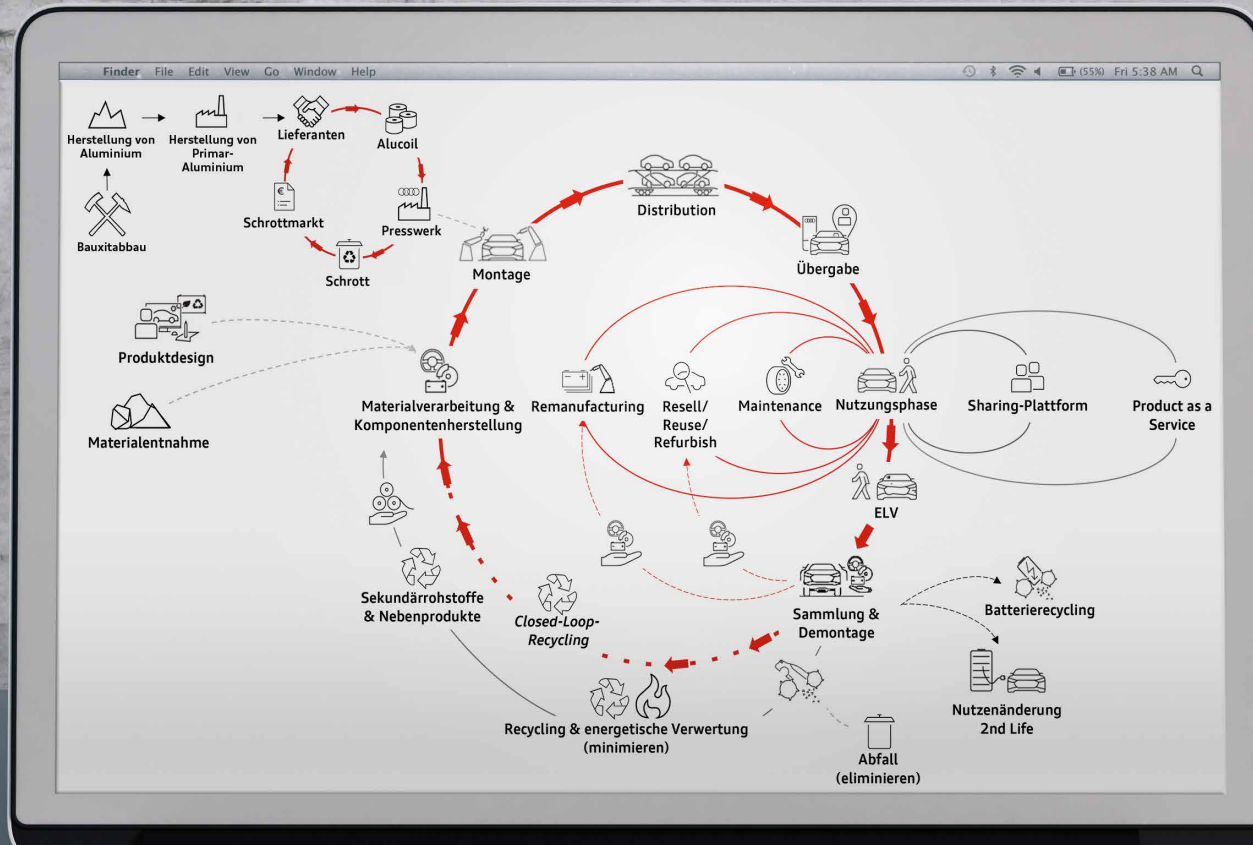 Finder File Edit View Go Window Help
(55%) Fri 5:38 AM
Herstellung von
Aluminium
Herstellung von
Primar-
Aluminium
Lieferanten
Alucoil
Bauxitabbau
Schrottmarkt
€
Presswerk
Schrott
Montage
Distribution
Übergabe
Produktdesign
Materialentnahme
Materialverarbeitung &
Komponentenherstellung
Remanufacturing
Resell/
Reuse/
Refurbish
Maintenance
Nutzungsphase
Sharing-Plattform
Product as a
Service
ELV
Sekundärrohstoffe
& Nebenprodukte
Closed-Loop-
Recycling
Sammlung &
Demontage
Batterierecycling
Nutzenänderung
2nd Life
Recycling & energetische Verwertung
(minimieren)
Abfall
(eliminieren)